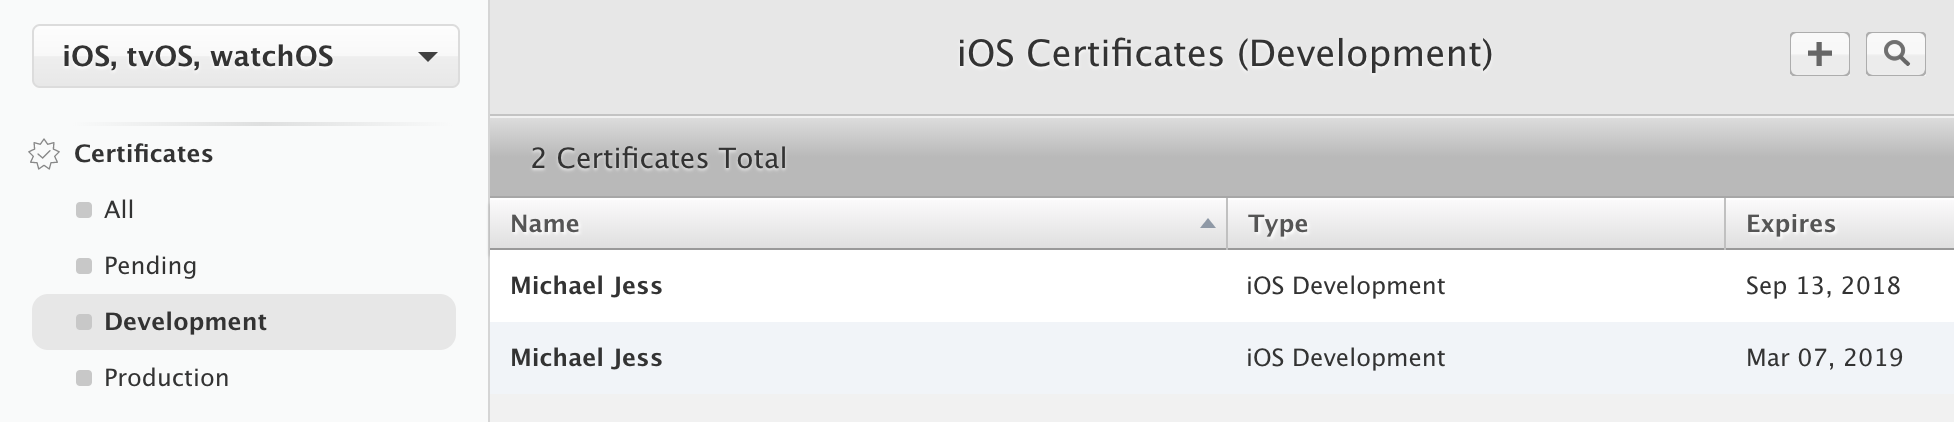 iOS, tvOS, watchOS
Certificates
All
Pending
Development
Production
iOS Certificates (Development)
2 Certificates Total
Name Type Expires
Michael Jess iOS Development Sep 13, 2018
Michael Jess iOS Development Mar 07, 2019